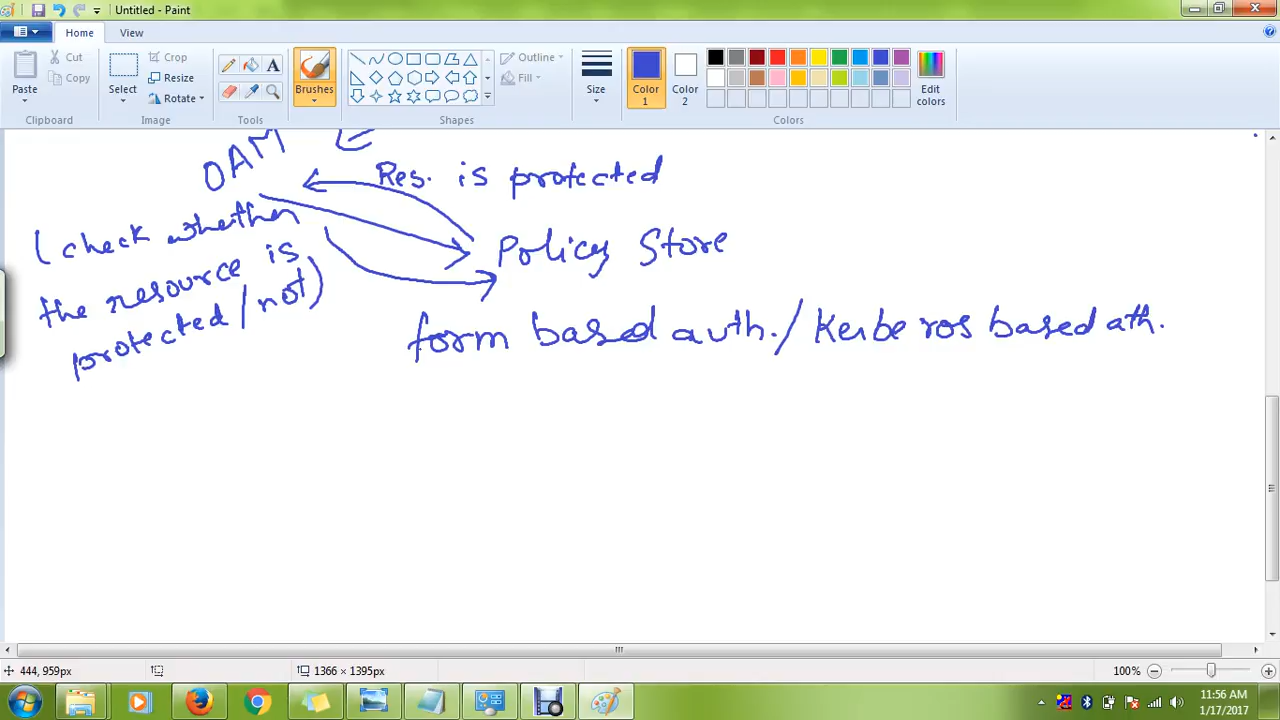 Untitled - Paint
Home
View
Paste
Cut
Copy
Clipboard
Select
Crop
Resize
Rotate
Image
A
Tools
Brushes
Outline
Fill
Shapes
Size
Color 1
Color 2
Edit colors
Colors
OAM
Res. is protected
(check whether
the resource is
protected/not)
Policy Store
form based auth./Kerberos based ath.
444, 959px
1366 × 1395px
100%
11:56 AM
1/17/2017